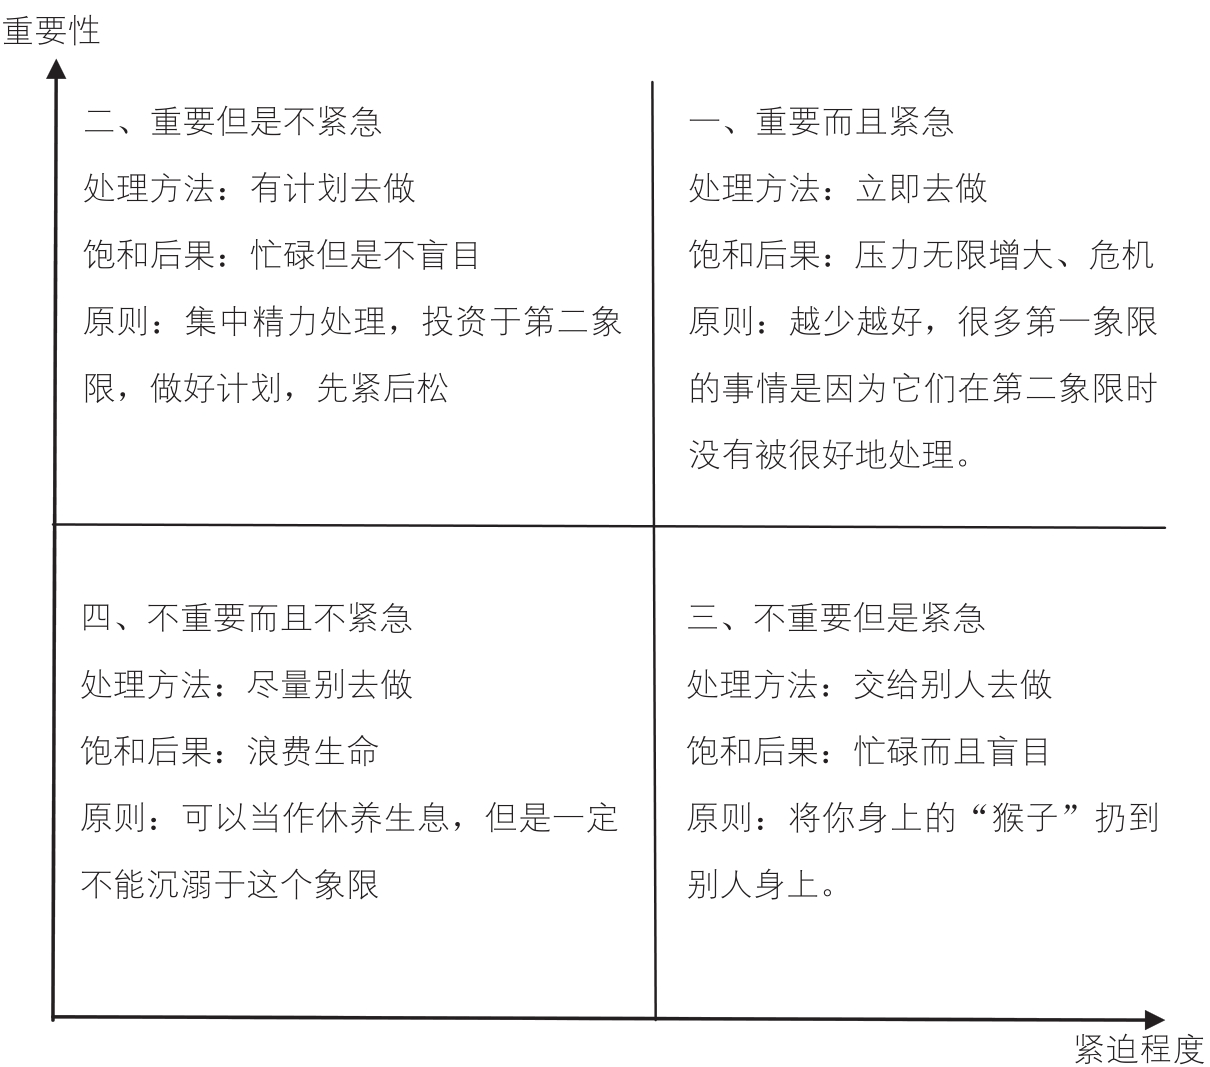 重要性
二、重要但是不紧急
处理方法：有计划去做
饱和后果：忙碌但是不盲目
原则：集中精力处理，投资于第二象
限，做好计划，先紧后松
一、重要而且紧急
处理方法：立即去做
饱和后果：压力无限增大、危机
原则：越少越好，很多第一象限
的事情是因为它们在第二象限时
没有被很好地处理。
四、不重要而且不紧急
处理方法：尽量别去做
饱和后果：浪费生命
原则：可以当作休养生息，但是一定
不能沉溺于这个象限
三、不重要但是紧急
处理方法：交给别人去做
饱和后果：忙碌而且盲目
原则：将你身上的“猴子”扔到
别人身上。
紧迫程度